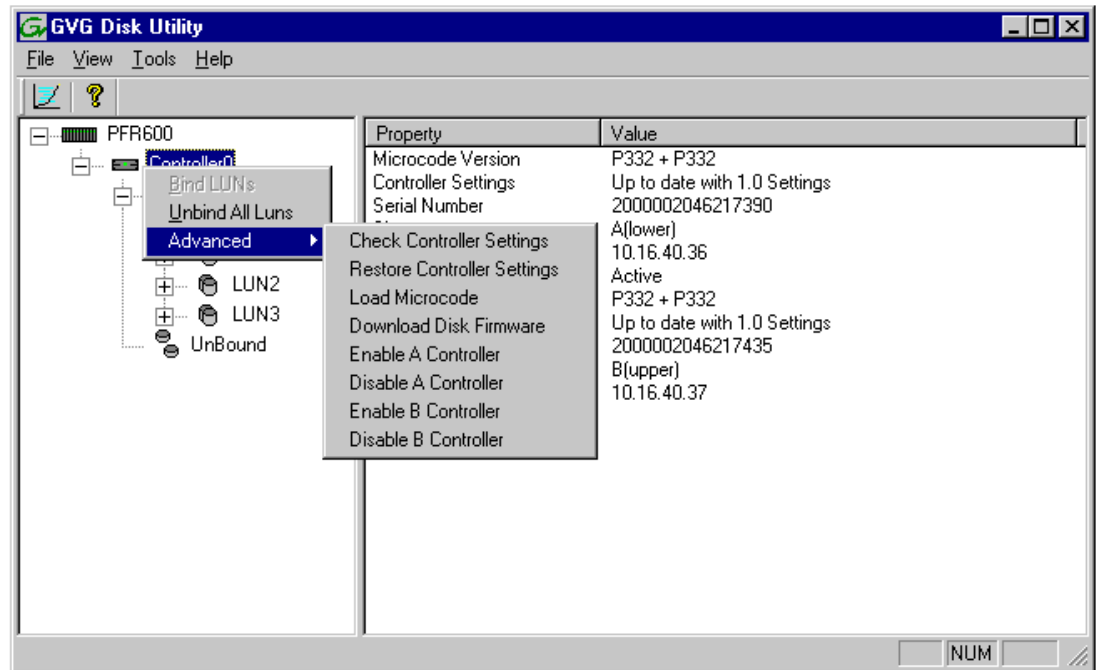 GVG Disk Utility
File View Tools Help
PFR600
Controller0
Bind LUNs
Unbind All Luns
Advanced
LUN2
LUN3
UnBound
Check Controller Settings
Restore Controller Settings
Load Microcode
Download Disk Firmware
Enable A Controller
Disable A Controller
Enable B Controller
Disable B Controller
Property Value
Microcode Version P332 + P332
Controller Settings Up to date with 1.0 Settings
Serial Number 2000002046217390
A(lower)
10.16.40.36
Active
P332 + P332
Up to date with 1.0 Settings
2000002046217435
B(upper)
10.16.40.37
NUM